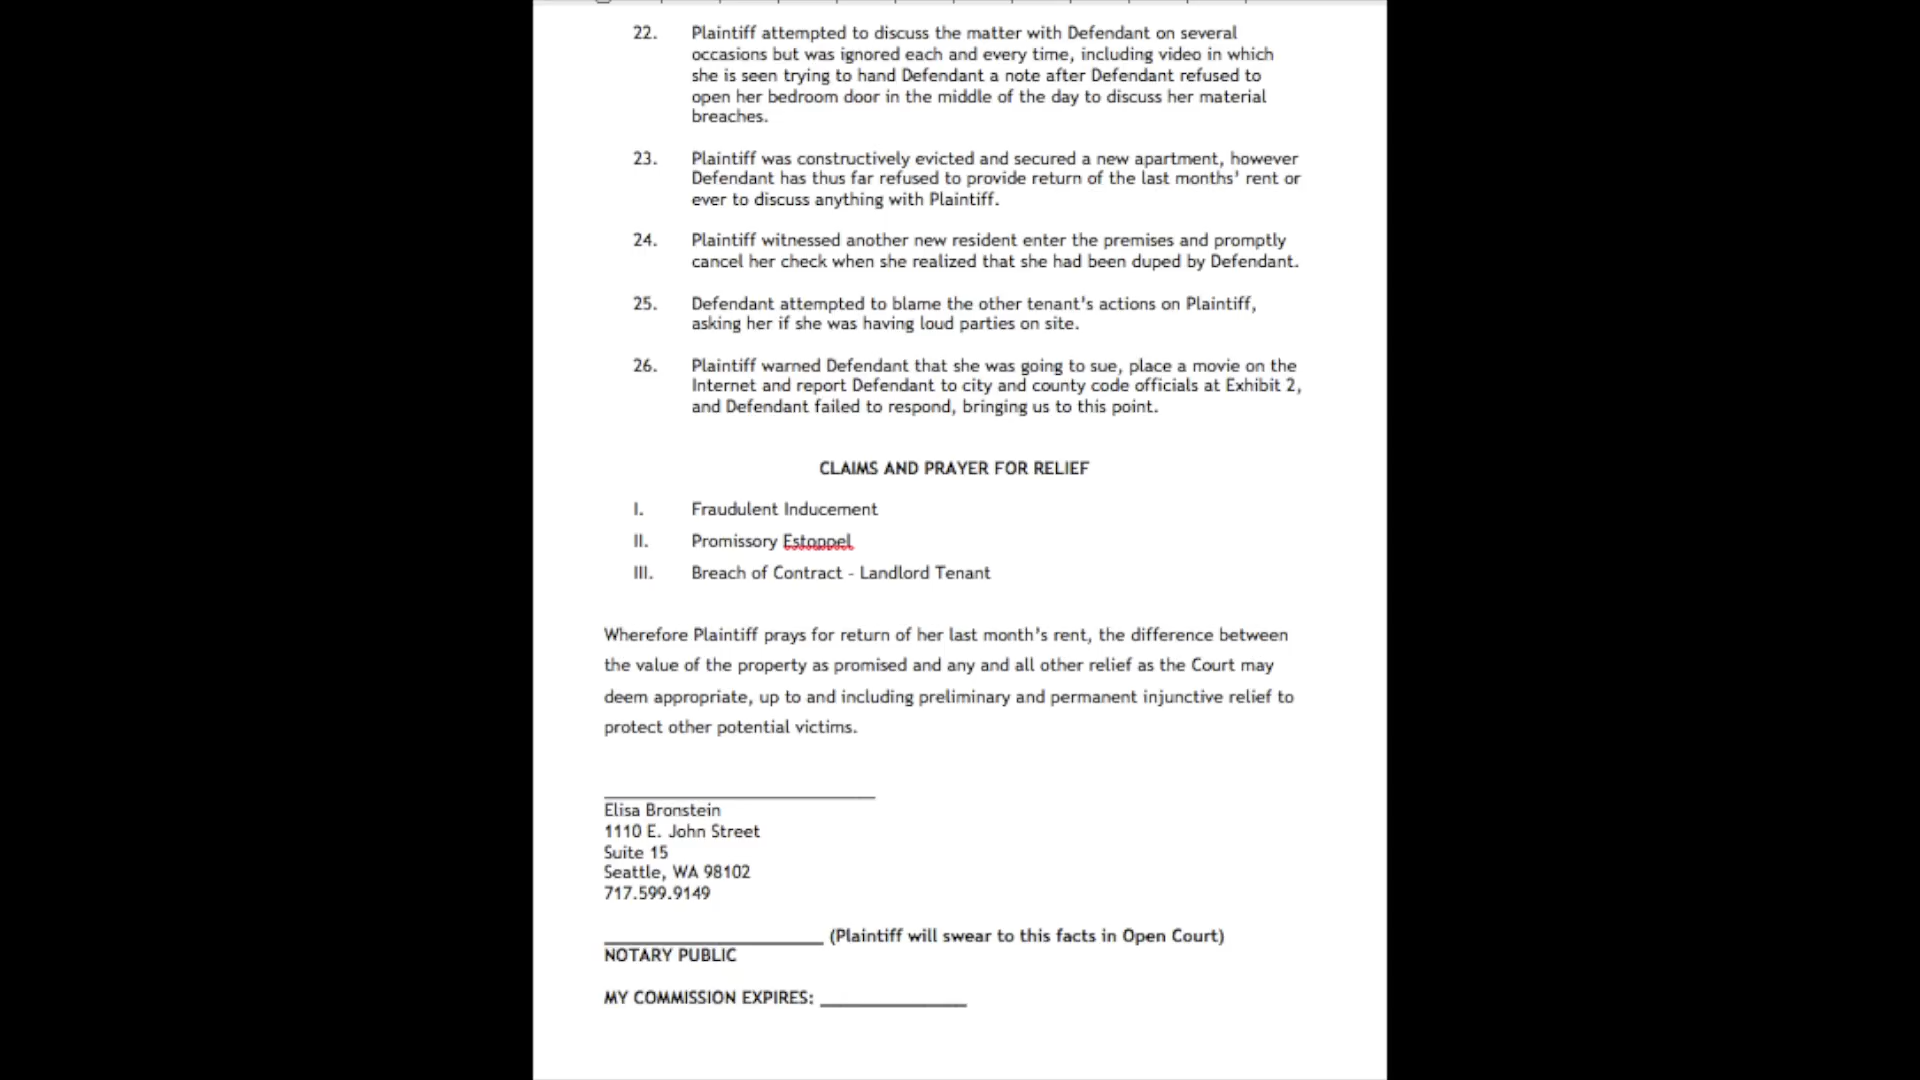 22. Plaintiff attempted to discuss the matter with Defendant on several
occasions but was ignored each and every time, including video in which
she is seen trying to hand Defendant a note after Defendant refused to
open her bedroom door in the middle of the day to discuss her material
breaches.
23. Plaintiff was constructively evicted and secured a new apartment, however
Defendant has thus far refused to provide return of the last months' rent or
ever to discuss anything with Plaintiff.
24. Plaintiff witnessed another new resident enter the premises and promptly
cancel her check when she realized that she had been duped by Defendant.
25. Defendant attempted to blame the other tenant's actions on Plaintiff,
asking her if she was having loud parties on site.
26. Plaintiff warned Defendant that she was going to sue, place a movie on the
Internet and report Defendant to city and county code officials at Exhibit 2,
and Defendant failed to respond, bringing us to this point.
CLAIMS AND PRAYER FOR RELIEF
I. Fraudulent Inducement
II. Promissory Estoppel
III. Breach of Contract - Landlord Tenant
Wherefore Plaintiff prays for return of her last month's rent, the difference between
the value of the property as promised and any and all other relief as the Court may
deem appropriate, up to and including preliminary and permanent injunctive relief to
protect other potential victims.
Elisa Bronstein
1110 E. John Street
Suite 15
Seattle, WA 98102
717.599.9149
(Plaintiff will swear to this facts in Open Court)
NOTARY PUBLIC
MY COMMISSION EXPIRES: